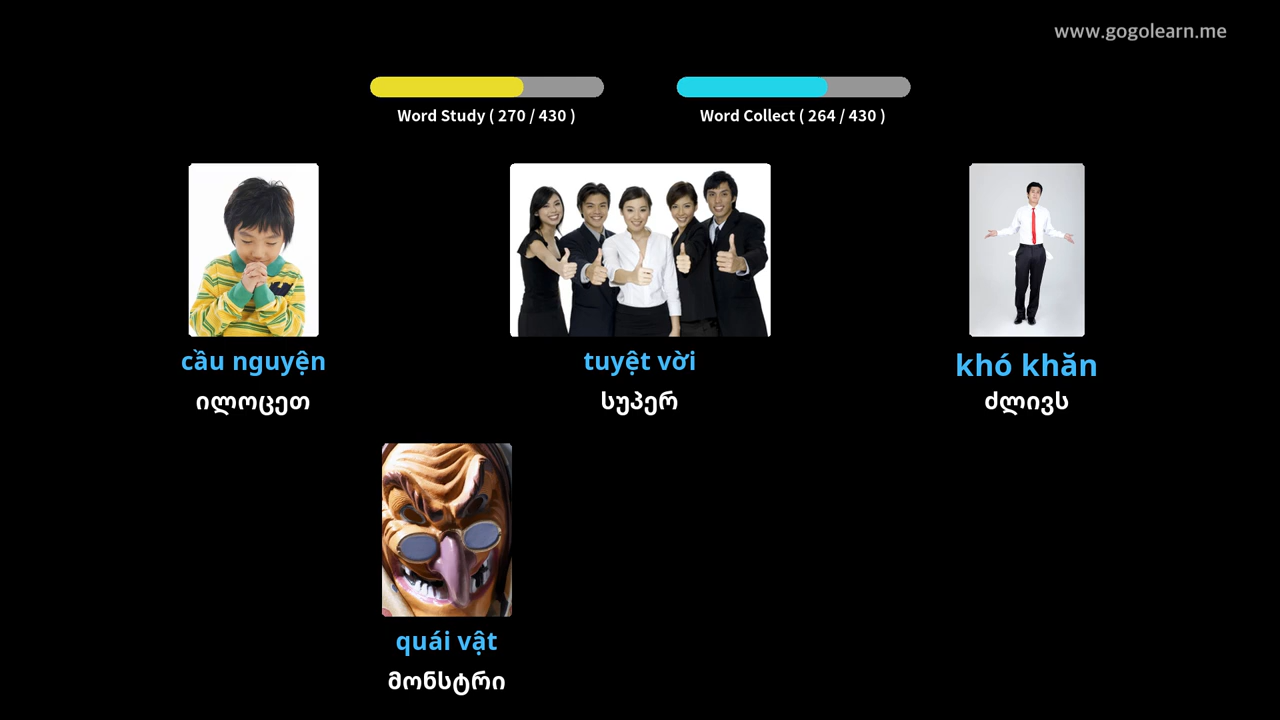 www.gogolearn.me
Word Study ( 270 / 430 )
Word Collect ( 264 / 430 )
cầu nguyện
ილოცეთ
tuyệt vời
სუპერ
khó khăn
ძლივს
quái vật
მონსტრი